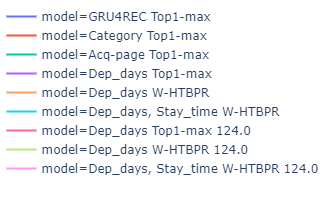 model=GRU4REC Top1-max
model=Category Top1-max
model=Acq-page Top1-max
model=Dep_days Top1-max
model=Dep_days W-HTBPR
model=Dep_days, Stay_time W-HTBPR
model=Dep_days Top1-max 124.0
model=Dep_days W-HTBPR 124.0
model=Dep_days, Stay_time W-HTBPR 124.0